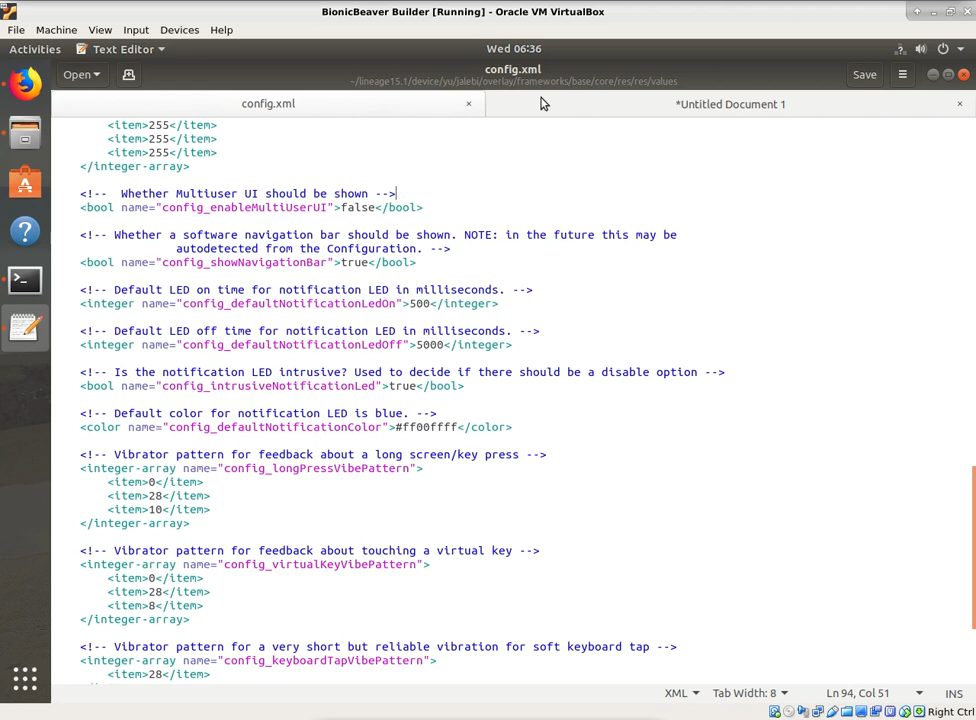 BionicBeaver Builder [Running] - Oracle VM VirtualBox
File Machine View Input Devices Help
Activities Text Editor Wed 06:36
Open config.xml Save
~/lineage15.1/device/yu/jalebi/overlay/frameworks/base/core/res/res/values
config.xml × *Untitled Document 1 ×
<item>255</item>
<item>255</item>
<item>255</item>
</integer-array>
<!--  Whether Multiuser UI should be shown -->
<bool name="config_enableMultiUserUI">false</bool>
<!-- Whether a software navigation bar should be shown. NOTE: in the future this may be
autodetected from the Configuration. -->
<bool name="config_showNavigationBar">true</bool>
<!-- Default LED on time for notification LED in milliseconds. -->
<integer name="config_defaultNotificationLedOn">500</integer>
<!-- Default LED off time for notification LED in milliseconds. -->
<integer name="config_defaultNotificationLedOff">5000</integer>
<!-- Is the notification LED intrusive? Used to decide if there should be a disable option -->
<bool name="config_intrusiveNotificationLed">true</bool>
<!-- Default color for notification LED is blue. -->
<color name="config_defaultNotificationColor">#ff00ffff</color>
<!-- Vibrator pattern for feedback about a long screen/key press -->
<integer-array name="config_longPressVibePattern">
<item>0</item>
<item>28</item>
<item>10</item>
</integer-array>
<!-- Vibrator pattern for feedback about touching a virtual key -->
<integer-array name="config_virtualKeyVibePattern">
<item>0</item>
<item>28</item>
<item>8</item>
</integer-array>
<!-- Vibrator pattern for a very short but reliable vibration for soft keyboard tap -->
<integer-array name="config_keyboardTapVibePattern">
<item>28</item>
XML Tab Width: 8 Ln 94, Col 51 INS
Right Ctrl